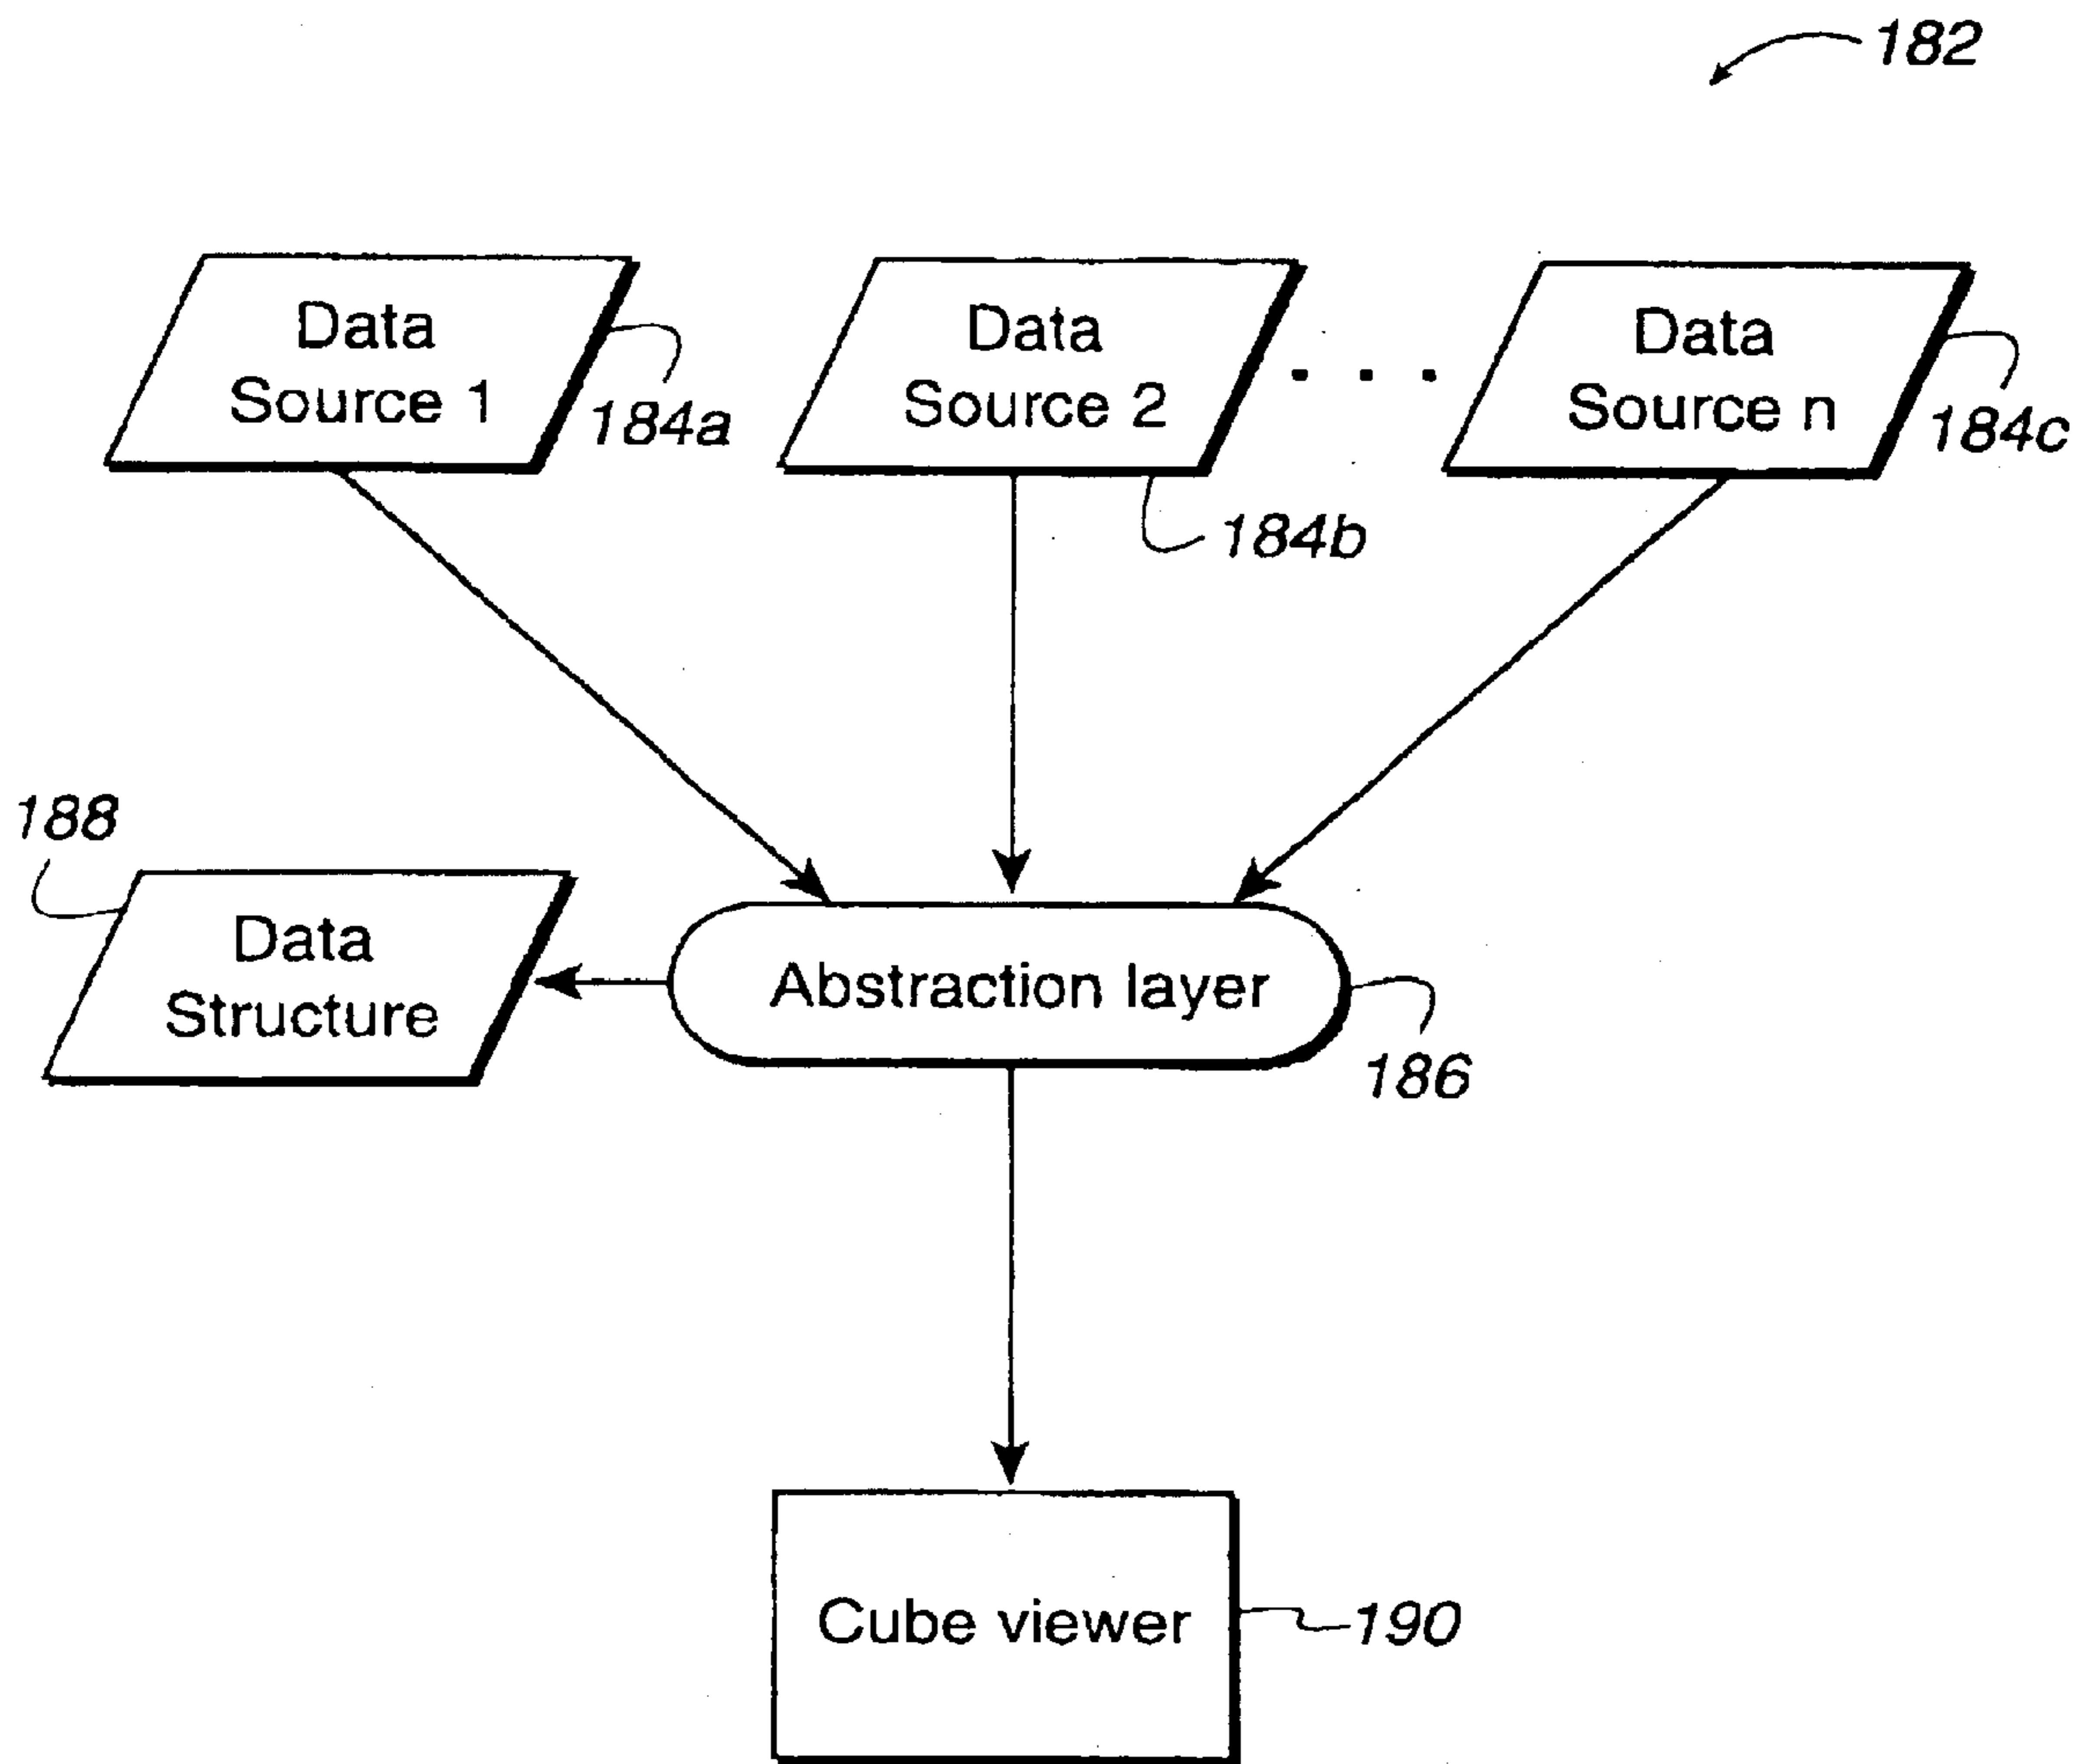 182
Data
Source 1
184a
Data
Source 2
184b
. . .
Data
Source n
184c
188
Data
Structure
Abstraction layer
186
Cube viewer
190